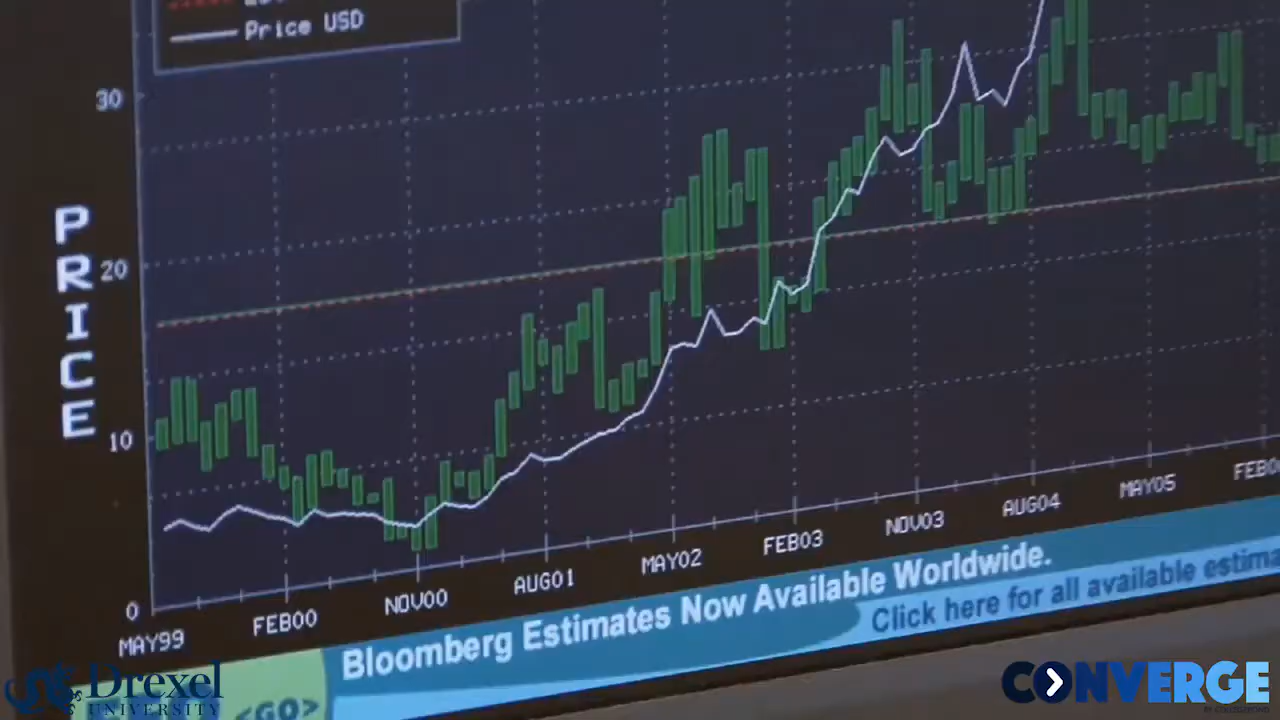 Price USD
30
PRICE
20
10
0
MAY99
FEB00
NOV00
AUG01
MAY02
FEB03
NOV03
AUG04
MAY05
Bloomberg Estimates Now Available Worldwide.
Click here for all available
<GO>
Drexel
UNIVERSITY
CONVERGE